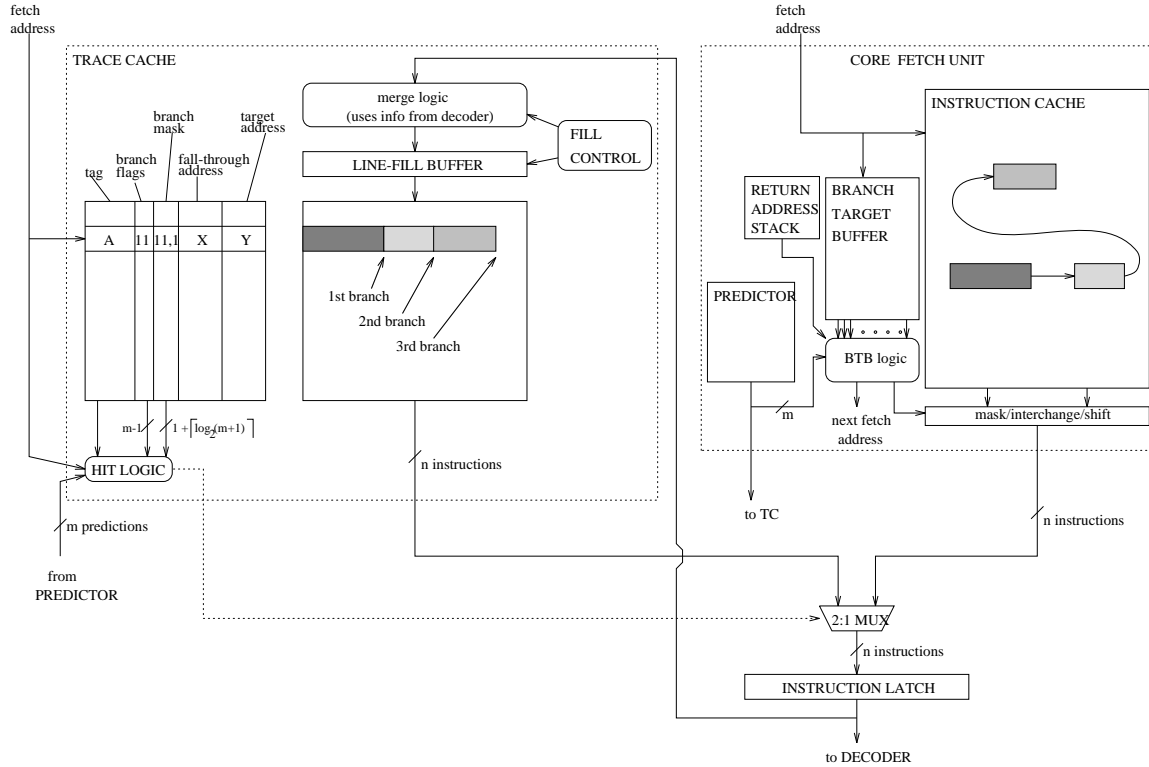 fetch
address
TRACE CACHE
merge logic
(uses info from decoder)
FILL
CONTROL
LINE-FILL BUFFER
tag
branch
flags
branch
mask
fall-through
address
target
address
A
11
11,1
X
Y
1st branch
2nd branch
3rd branch
m-1
1 + ⌈log2(m+1)⌉
HIT LOGIC
n instructions
m predictions
from
PREDICTOR
fetch
address
CORE FETCH UNIT
INSTRUCTION CACHE
RETURN
ADDRESS
STACK
BRANCH
TARGET
BUFFER
PREDICTOR
BTB logic
m
next fetch
address
mask/interchange/shift
to TC
n instructions
2:1 MUX
n instructions
INSTRUCTION LATCH
to DECODER